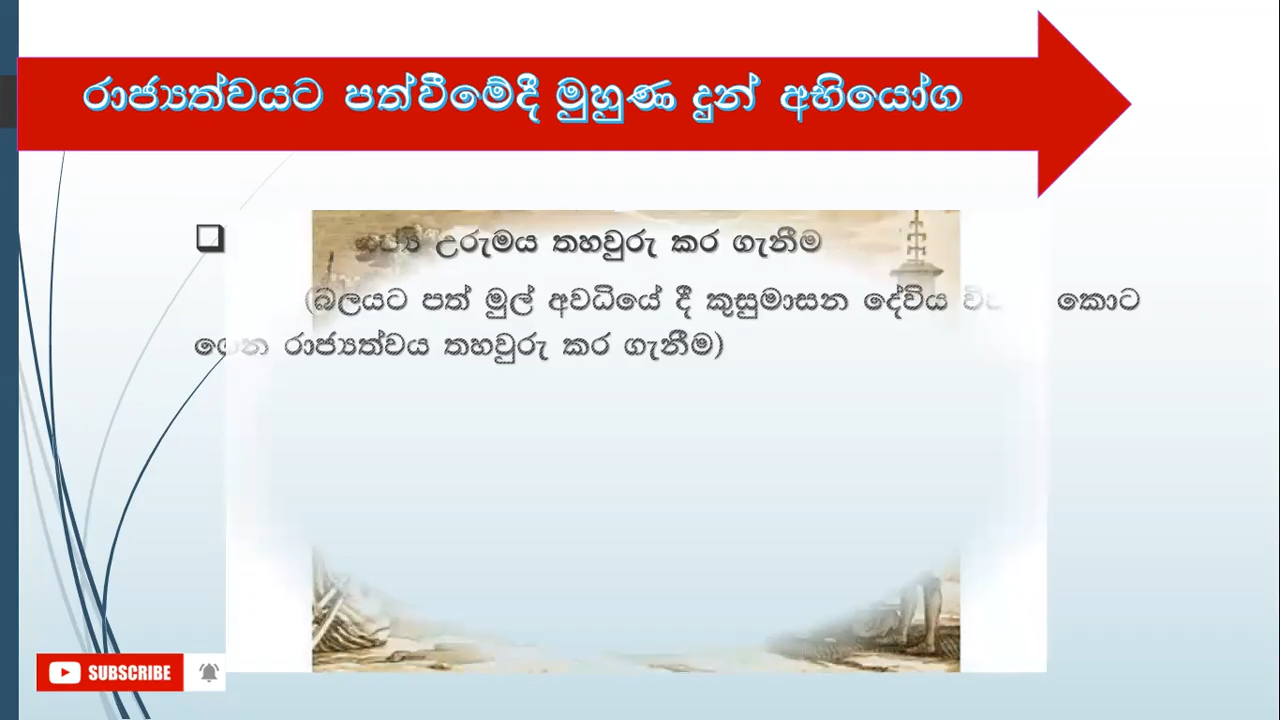 රාජ්‍යත්වයට පත්වීමේදී මුහුණ දුන් අභියෝග
උරුමය තහවුරු කර ගැනීම
(බලයට පත් මුල් අවධියේ දී කුසුමාසන දේවිය කොට
ගෙන රාජ්‍යත්වය තහවුරු කර ගැනීම)
SUBSCRIBE